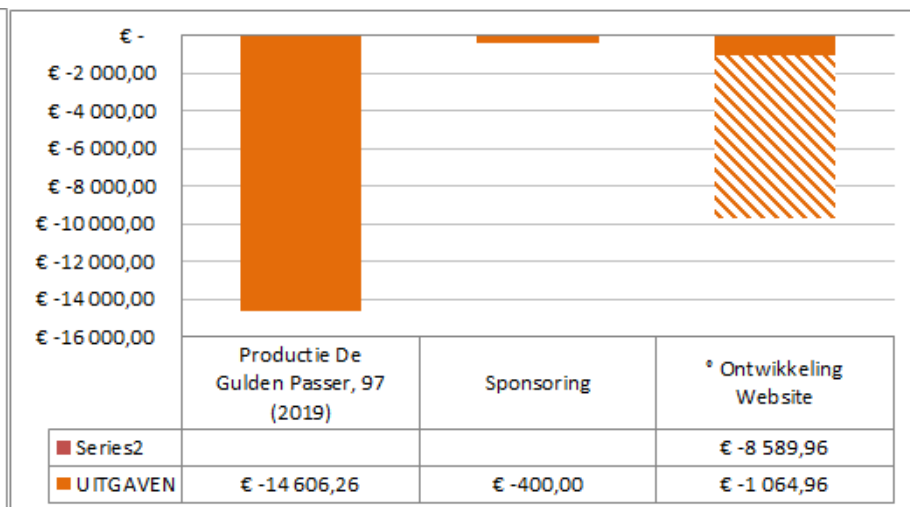 € -
€ -2 000,00
€ -4 000,00
€ -6 000,00
€ -8 000,00
€ -10 000,00
€ -12 000,00
€ -14 000,00
€ -16 000,00
Productie De
Gulden Passer, 97
(2019)
Sponsoring
° Ontwikkeling
Website
Series2 € -8 589,96
UITGAVEN € -14 606,26 € -400,00 € -1 064,96